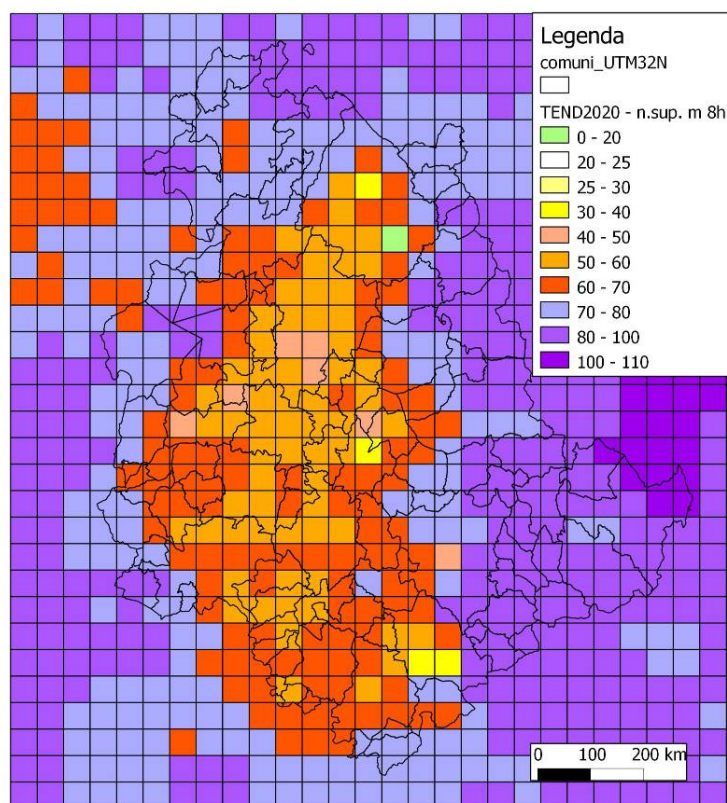 Legenda
comuni_UTM32N
TEND2020 - n.sup. m 8h
0 - 20
20 - 25
25 - 30
30 - 40
40 - 50
50 - 60
60 - 70
70 - 80
80 - 100
100 - 110
0 100 200 km